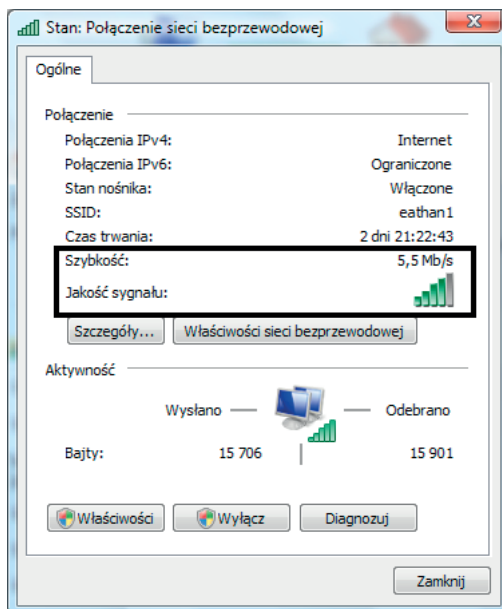 Stan: Połączenie sieci bezprzewodowej
Ogólne
Połączenie
Połączenia IPv4: Internet
Połączenia IPv6: Ograniczone
Stan nośnika: Włączone
SSID: eathan1
Czas trwania: 2 dni 21:22:43
Szybkość: 5,5 Mb/s
Jakość sygnału:
Szczegóły... Właściwości sieci bezprzewodowej
Aktywność
Wysłano Odebrano
Bajty: 15 706 15 901
Właściwości Wyłącz Diagnozuj
Zamknij